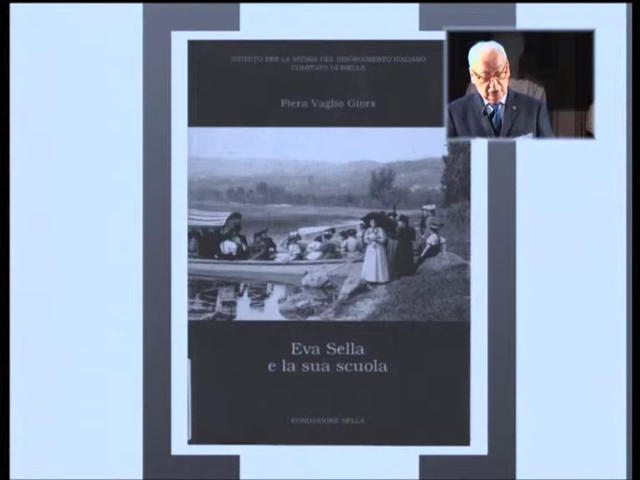 ISTITUTO PER LA STORIA DEL RISORGIMENTO ITALIANO
COMITATO DI BIELLA
Piera Vaglio Giors
Eva Sella
e la sua scuola
FONDAZIONE SELLA